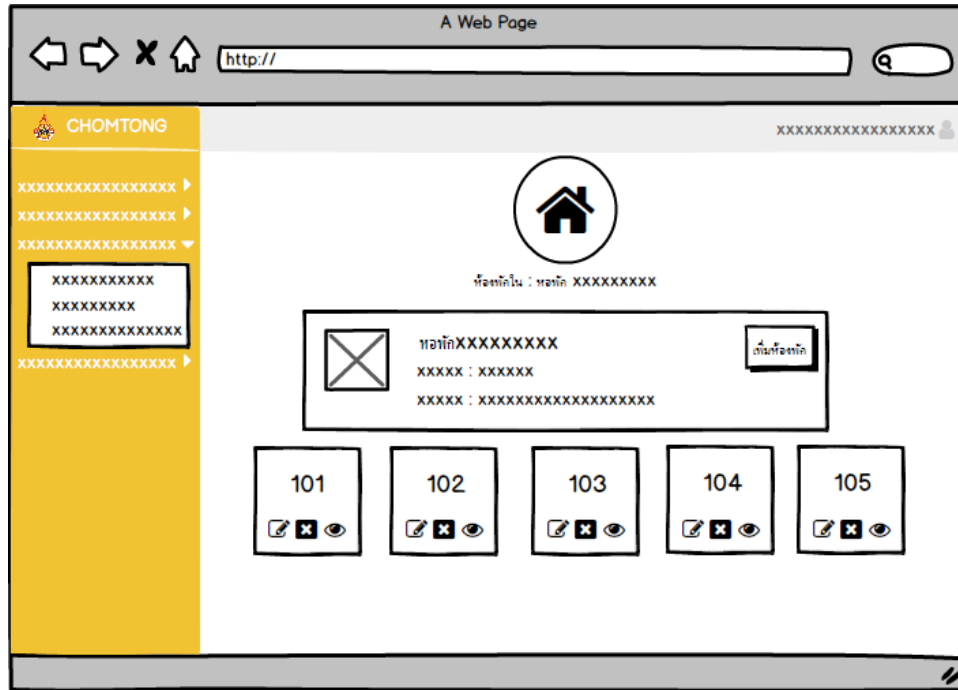 A Web Page
http://
CHOMTONG
xxxxxxxxxxxxxxxxx
xxxxxxxxxxxxxxxxx
xxxxxxxxxxxxxxxxx
xxxxxxxxxxxxxxxxx
xxxxxxxxxxx
xxxxxxxxx
xxxxxxxxxxxxxx
xxxxxxxxxxxxxxxxx
ห้องพักใน : หอพัก xxxxxxxxx
หอพักxxxxxxxxx
เพิ่มห้องพัก
xxxxx : xxxxxx
xxxxx : xxxxxxxxxxxxxxxxxxx
101
102
103
104
105